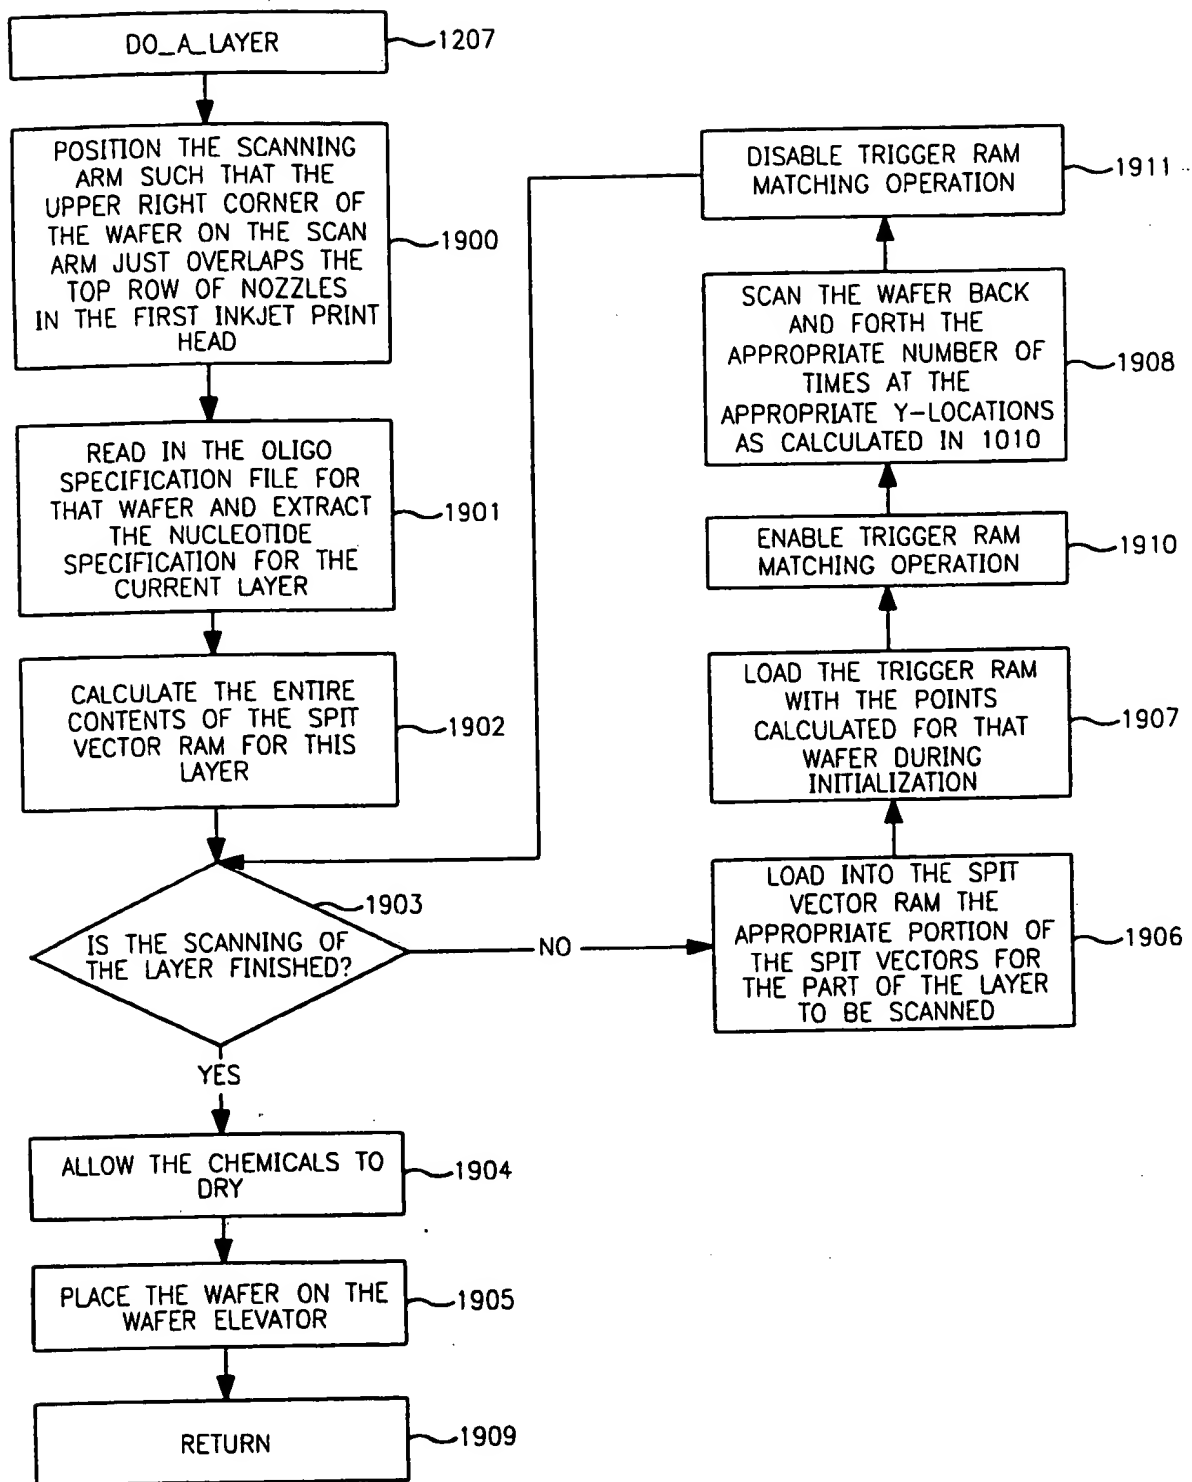 DO_A_LAYER
1207
POSITION THE SCANNING
ARM SUCH THAT THE
UPPER RIGHT CORNER OF
THE WAFER ON THE SCAN
ARM JUST OVERLAPS THE
TOP ROW OF NOZZLES
IN THE FIRST INKJET PRINT
HEAD
1900
READ IN THE OLIGO
SPECIFICATION FILE FOR
THAT WAFER AND EXTRACT
THE NUCLEOTIDE
SPECIFICATION FOR THE
CURRENT LAYER
1901
CALCULATE THE ENTIRE
CONTENTS OF THE SPIT
VECTOR RAM FOR THIS
LAYER
1902
1903
IS THE SCANNING OF
THE LAYER FINISHED?
NO
YES
ALLOW THE CHEMICALS TO
DRY
1904
PLACE THE WAFER ON THE
WAFER ELEVATOR
1905
RETURN
1909
DISABLE TRIGGER RAM
MATCHING OPERATION
1911
SCAN THE WAFER BACK
AND FORTH THE
APPROPRIATE NUMBER OF
TIMES AT THE
APPROPRIATE Y-LOCATIONS
AS CALCULATED IN 1010
1908
ENABLE TRIGGER RAM
MATCHING OPERATION
1910
LOAD THE TRIGGER RAM
WITH THE POINTS
CALCULATED FOR THAT
WAFER DURING
INITIALIZATION
1907
LOAD INTO THE SPIT
VECTOR RAM THE
APPROPRIATE PORTION OF
THE SPIT VECTORS FOR
THE PART OF THE LAYER
TO BE SCANNED
1906